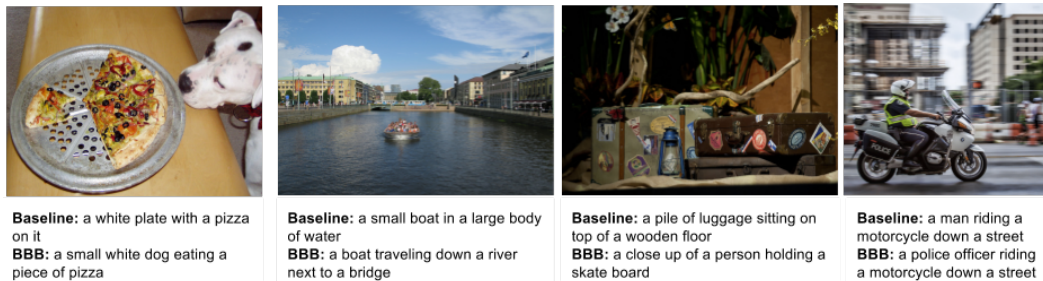 POLICE
Baseline: a white plate with a pizza
on it
BBB: a small white dog eating a
piece of pizza
Baseline: a small boat in a large body
of water
BBB: a boat traveling down a river
next to a bridge
Baseline: a pile of luggage sitting on
top of a wooden floor
BBB: a close up of a person holding a
skate board
Baseline: a man riding a
motorcycle down a street
BBB: a police officer riding
a motorcycle down a street